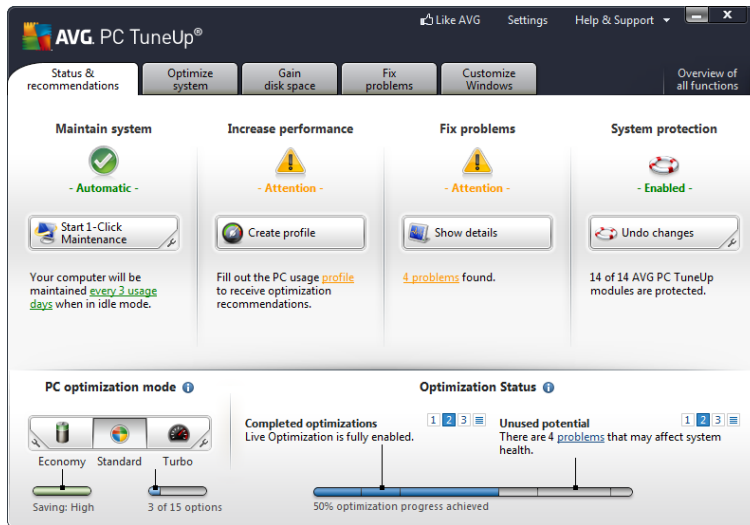 Like AVG
Settings
Help & Support
AVG. PC TuneUp®
Status &
recommendations
Optimize
system
Gain
disk space
Fix
problems
Customize
Windows
Overview of
all functions
Maintain system
- Automatic -
Start 1-Click
Maintenance
Your computer will be
maintained every 3 usage
days when in idle mode.
Increase performance
- Attention -
Create profile
Fill out the PC usage profile
to receive optimization
recommendations.
Fix problems
- Attention -
Show details
4 problems found.
System protection
- Enabled -
Undo changes
14 of 14 AVG PC TuneUp
modules are protected.
PC optimization mode
Economy Standard Turbo
Saving: High
3 of 15 options
Optimization Status
Completed optimizations
1 2 3
Live Optimization is fully enabled.
Unused potential
1 2 3
There are 4 problems that may affect system
health.
50% optimization progress achieved